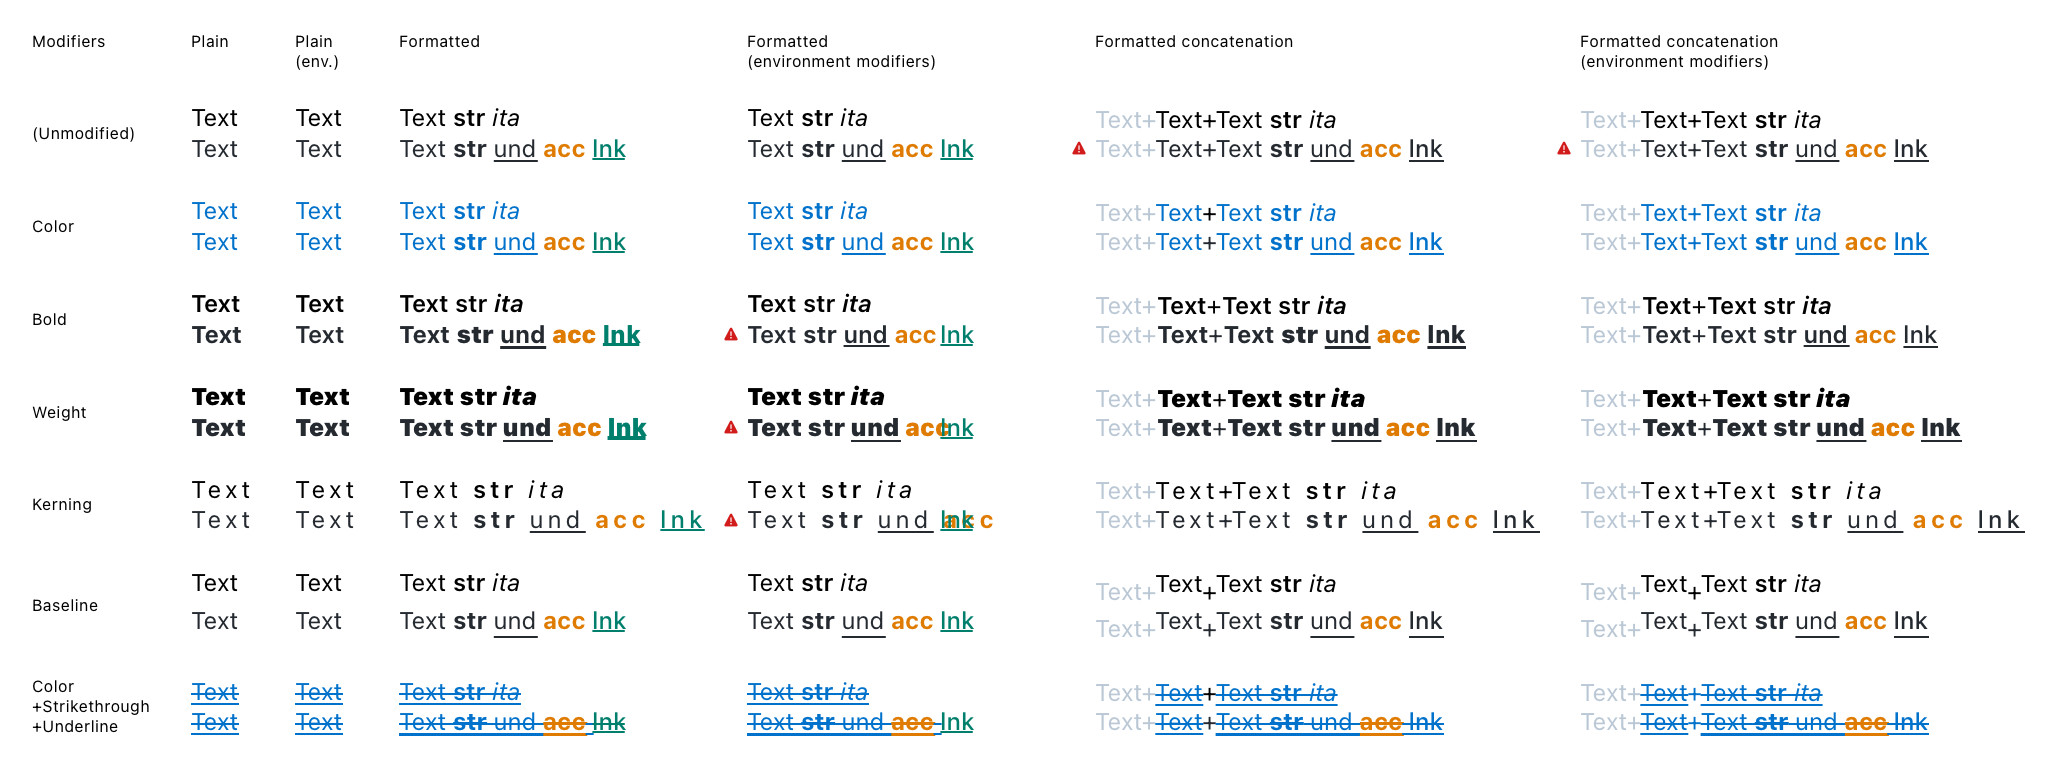 Modifiers Plain Plain Formatted Formatted Formatted concatenation Formatted concatenation
(env.) (environment modifiers) (environment modifiers)
Text Text Text str ita Text str ita Text+Text+Text str ita Text+Text+Text str ita
(Unmodified)
Text Text Text str und acc lnk Text str und acc lnk Text+Text+Text str und acc lnk Text+Text+Text str und acc lnk
Text Text Text str ita Text str ita Text+Text+Text str ita Text+Text+Text str ita
Color
Text Text Text str und acc lnk Text str und acc lnk Text+Text+Text str und acc lnk Text+Text+Text str und acc lnk
Text Text Text str ita Text str ita Text+Text+Text str ita Text+Text+Text str ita
Bold
Text Text Text str und acc lnk Text str und acc lnk Text+Text+Text str und acc lnk Text+Text+Text str und acc lnk
Text Text Text str ita Text str ita Text+Text+Text str ita Text+Text+Text str ita
Weight
Text Text Text str und acc lnk Text str und acc lnk Text+Text+Text str und acc lnk Text+Text+Text str und acc lnk
Text Text Text str ita Text str ita Text+Text+Text str ita Text+Text+Text str ita
Kerning
Text Text Text str und acc lnk Text str und lnk acc Text+Text+Text str und acc lnk Text+Text+Text str und acc lnk
Text Text Text str ita Text str ita Text+Text+Text str ita Text+Text+Text str ita
Baseline
Text Text Text str und acc lnk Text str und acc lnk Text+Text+Text str und acc lnk Text+Text+Text str und acc lnk
Color
Text Text Text str ita Text str ita Text+Text+Text str ita Text+Text+Text str ita
+Strikethrough
Text Text Text str und acc lnk Text str und acc lnk Text+Text+Text str und acc lnk Text+Text+Text str und acc lnk
+Underline